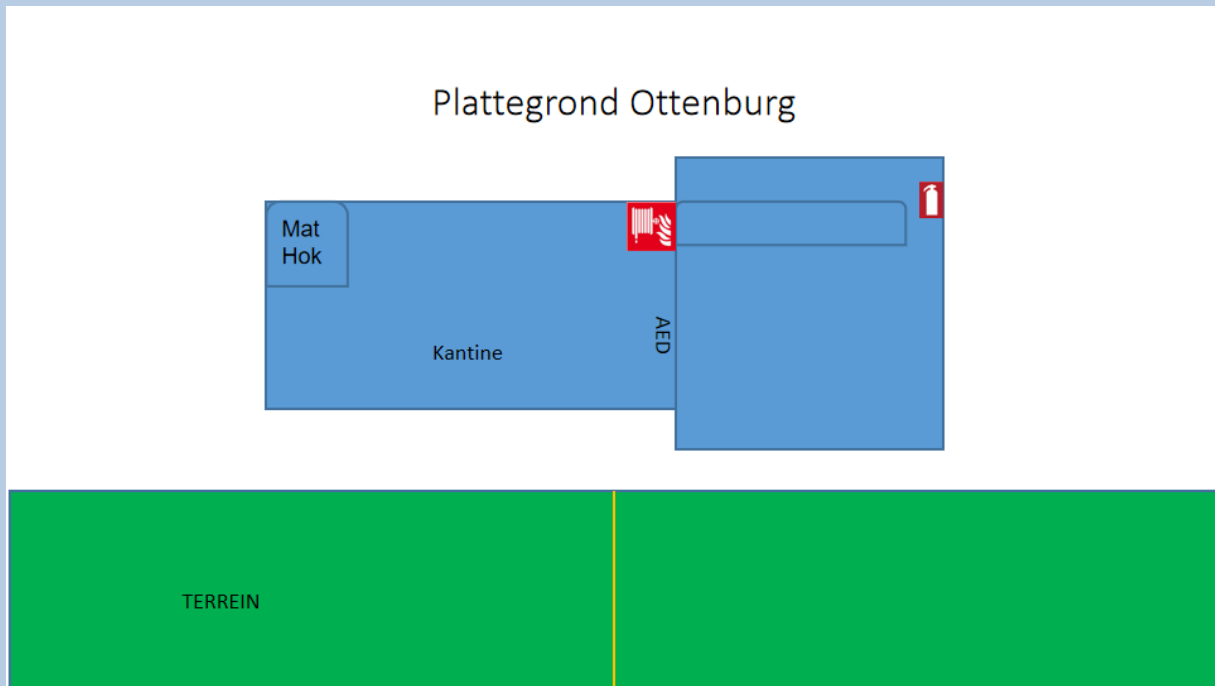 Plattegrond Ottenburg
Mat
Hok
Kantine
AED
TERREIN